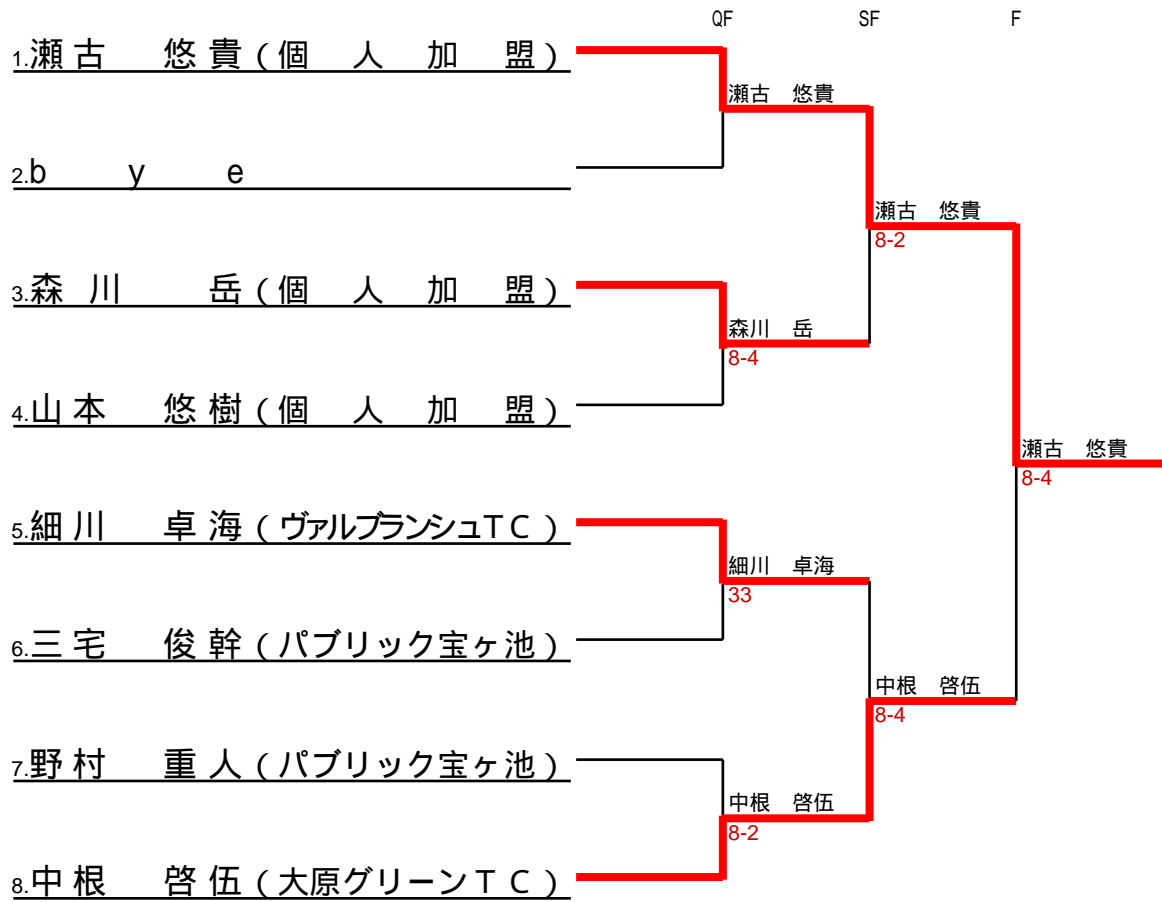 QF SF F
1.瀬古 悠貴(個人加盟)
瀬古 悠貴
2.bye
瀬古 悠貴
8-2
3.森川 岳(個人加盟)
森川 岳
8-4
4.山本 悠樹(個人加盟)
瀬古 悠貴
8-4
5.細川 卓海(ヴァルブランシュTC)
細川 卓海
33
6.三宅 俊幹(パブリック宝ヶ池)
中根 啓伍
8-4
7.野村 重人(パブリック宝ヶ池)
中根 啓伍
8-2
8.中根 啓伍(大原グリーンTC)